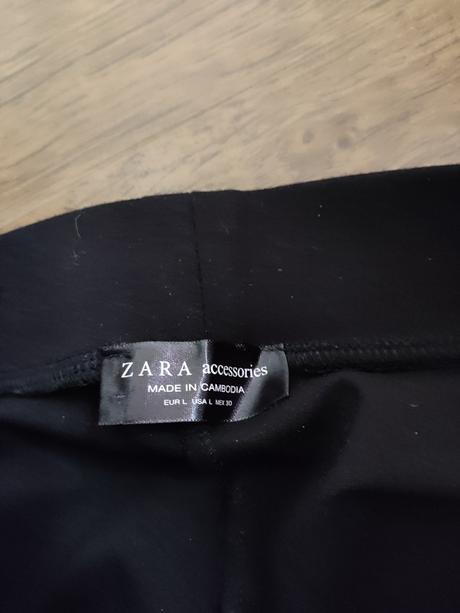 ZARA accessories
MADE IN CAMBODIA
EUR L USA L MEX 30